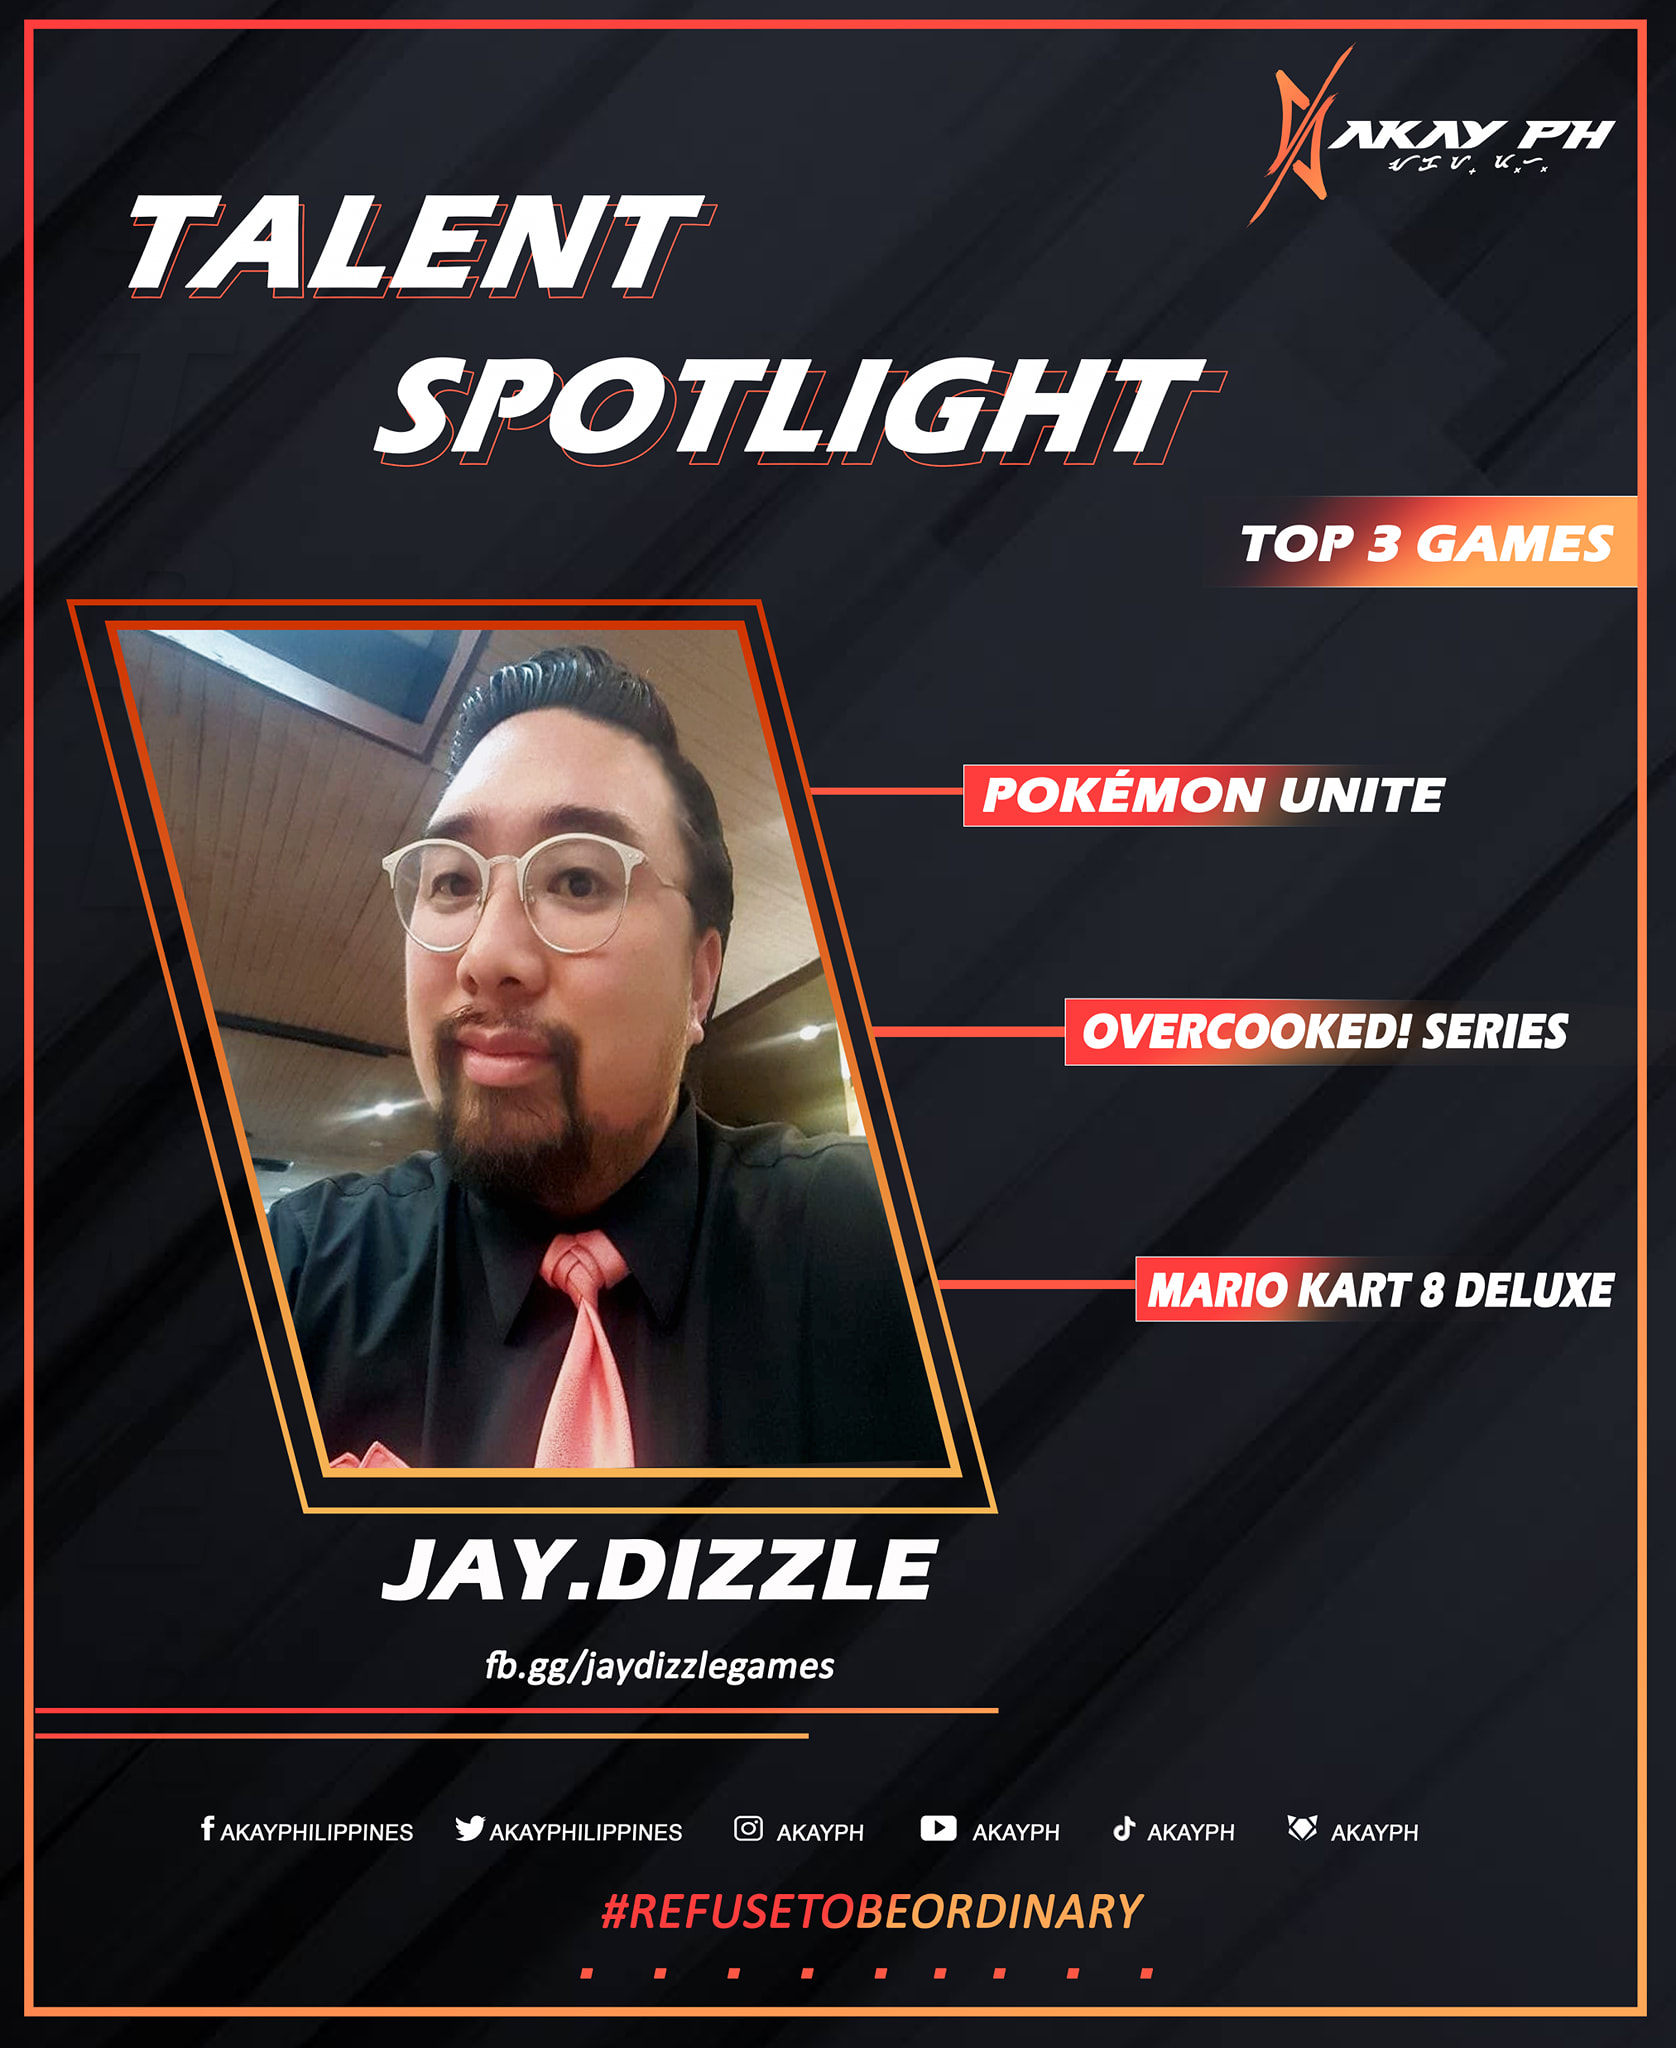 AKAY PH
TALENT
SPOTLIGHT
TOP 3 GAMES
POKÉMON UNITE
OVERCOOKED! SERIES
MARIO KART 8 DELUXE
JAY.DIZZLE
fb.gg/jaydizzlegames
AKAYPHILIPPINES AKAYPHILIPPINES AKAYPH AKAYPH AKAYPH AKAYPH
#REFUSETOBEORDINARY